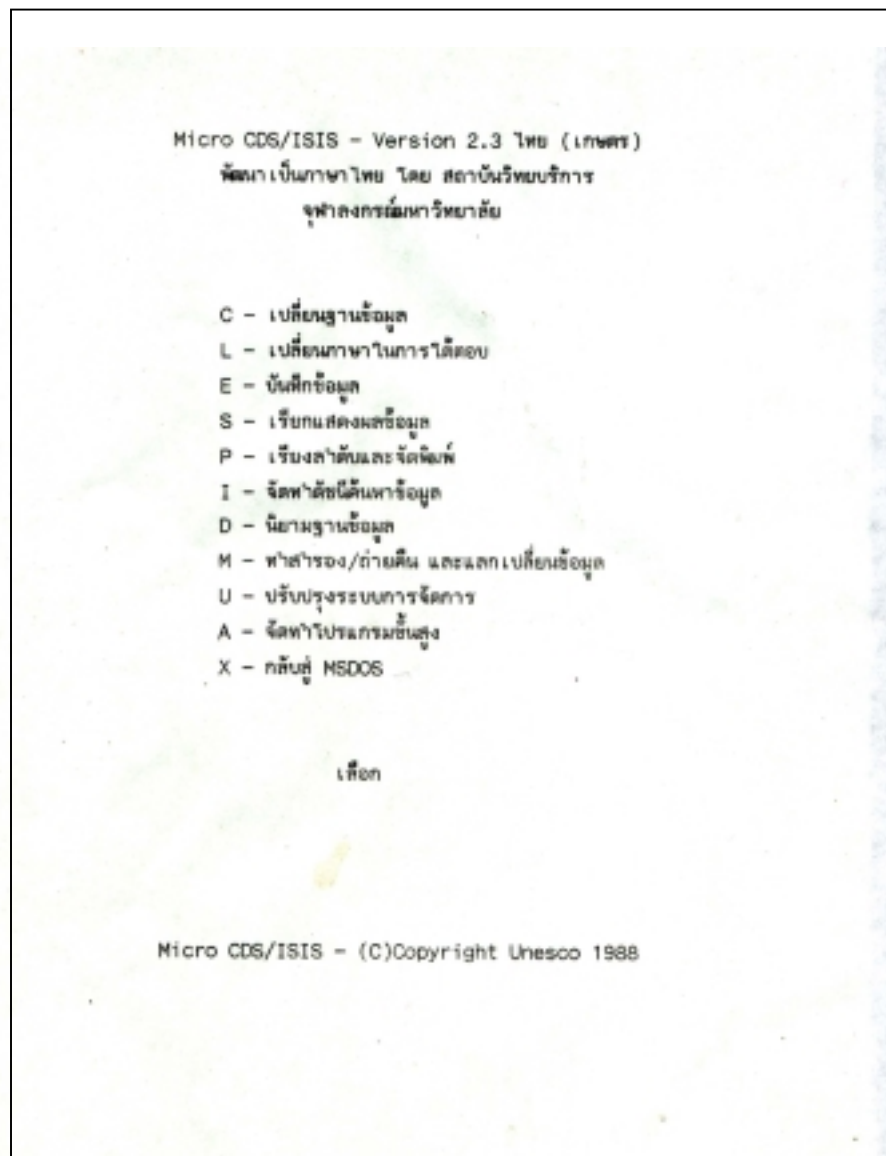 Micro CDS/ISIS - Version 2.3 ไทย (เกษตร)
พัฒนาเป็นภาษาไทย โดย สถาบันวิทยบริการ
จุฬาลงกรณ์มหาวิทยาลัย
C - เปลี่ยนฐานข้อมูล
L - เปลี่ยนภาษาในการโต้ตอบ
E - บันทึกข้อมูล
S - เรียกแสดงผลข้อมูล
P - เรียงลำดับและจัดพิมพ์
I - จัดทำดัชนีค้นหาข้อมูล
D - นิยามฐานข้อมูล
M - ทำสำรอง/ถ่ายคืน และแลกเปลี่ยนข้อมูล
U - ปรับปรุงระบบการจัดการ
A - จัดทำโปรแกรมขั้นสูง
X - กลับสู่ MSDOS
เลือก
Micro CDS/ISIS - (C)Copyright Unesco 1988